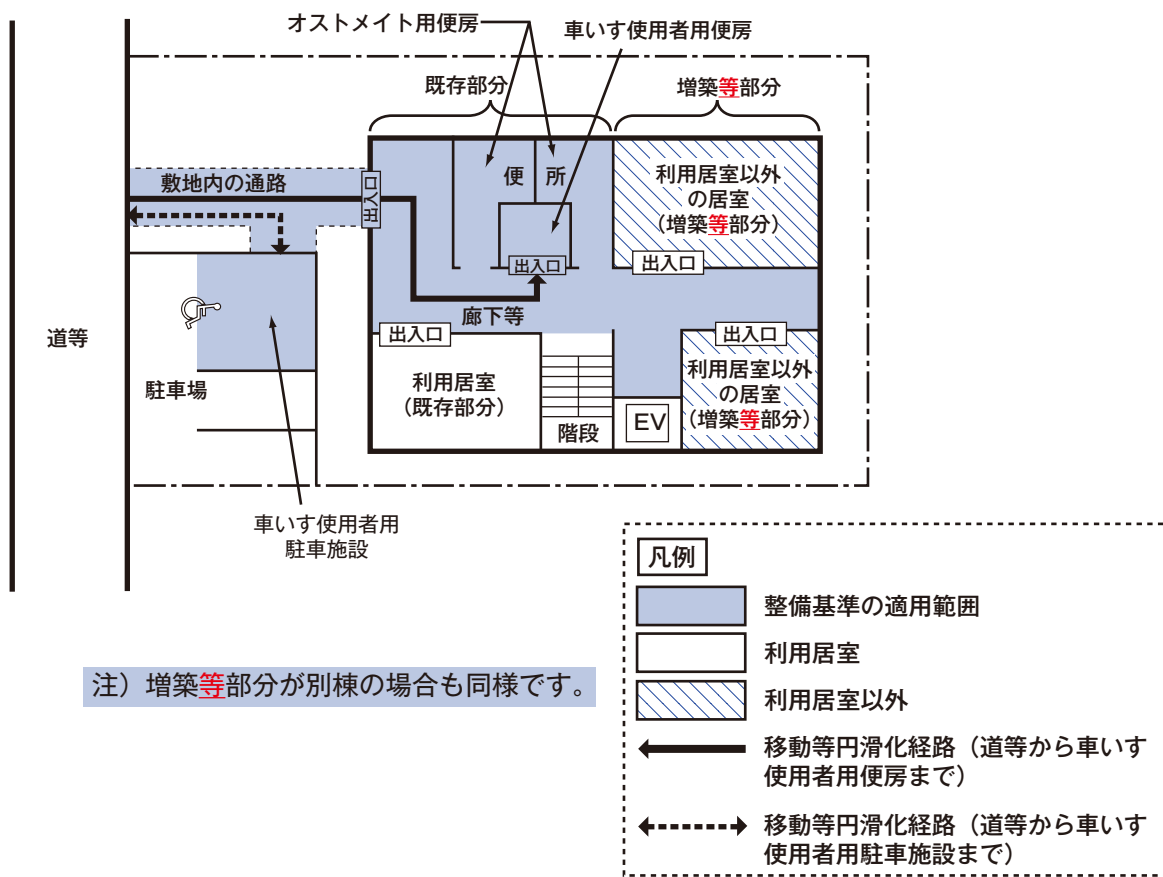 オストメイト用便房
車いす使用者用便房
既存部分
増築等部分
敷地内の通路
出入口
便
所
出入口
利用居室以外
の居室
(増築等部分)
出入口
廊下等
出入口
利用居室
(既存部分)
階段
EV
出入口
利用居室以外
の居室
(増築等部分)
道等
駐車場
車いす使用者用
駐車施設
注）増築等部分が別棟の場合も同様です。
凡例
整備基準の適用範囲
利用居室
利用居室以外
移動等円滑化経路（道等から車いす
使用者用便房まで）
移動等円滑化経路（道等から車いす
使用者用駐車施設まで）